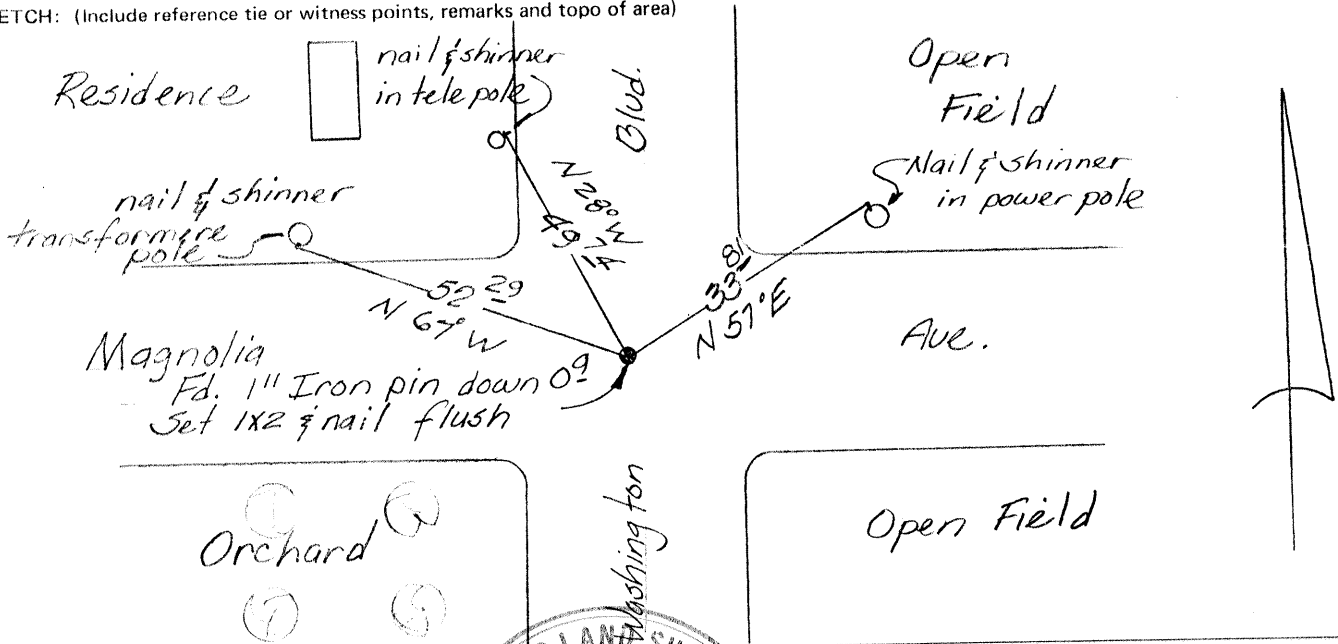 ETCH: (Include reference tie or witness points, remarks and topo of area)
Residence
nail & shinner
in tele pole
Blvd.
Open
Field
Nail & shinner
in power pole
nail & shinner
transformire
pole
N 28° W
49 74
52 29
N 67° W
33 81
N 57° E
Magnolia
Ave.
Fd. 1" Iron pin down 0 9
Set 1x2 & nail flush
Orchard
Washington
Open Field
LAND